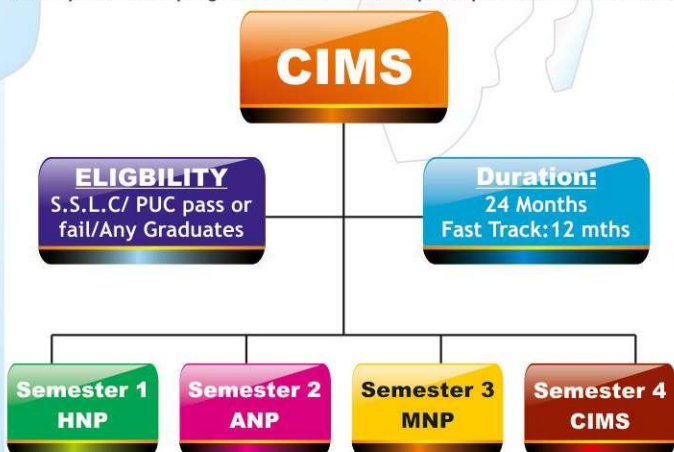 CIMS
ELIGBILITY
S.S.L.C/ PUC pass or
fail/Any Graduates
Duration:
24 Months
Fast Track:12 mths
Semester 1
HNP
Semester 2
ANP
Semester 3
MNP
Semester 4
CIMS